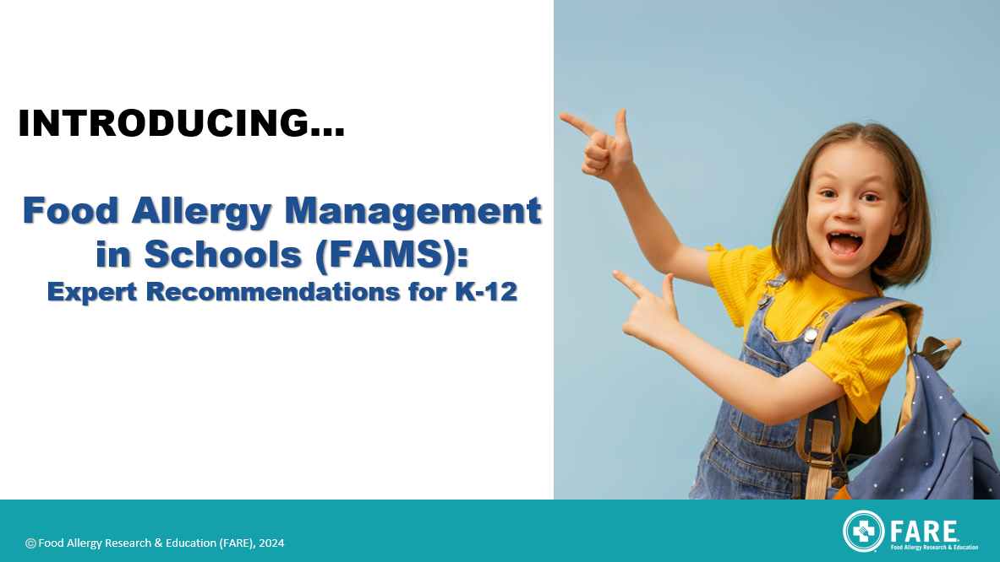 INTRODUCING...
Food Allergy Management
in Schools (FAMS):
Expert Recommendations for K-12
© Food Allergy Research & Education (FARE), 2024
FARE
Food Allergy Research & Education